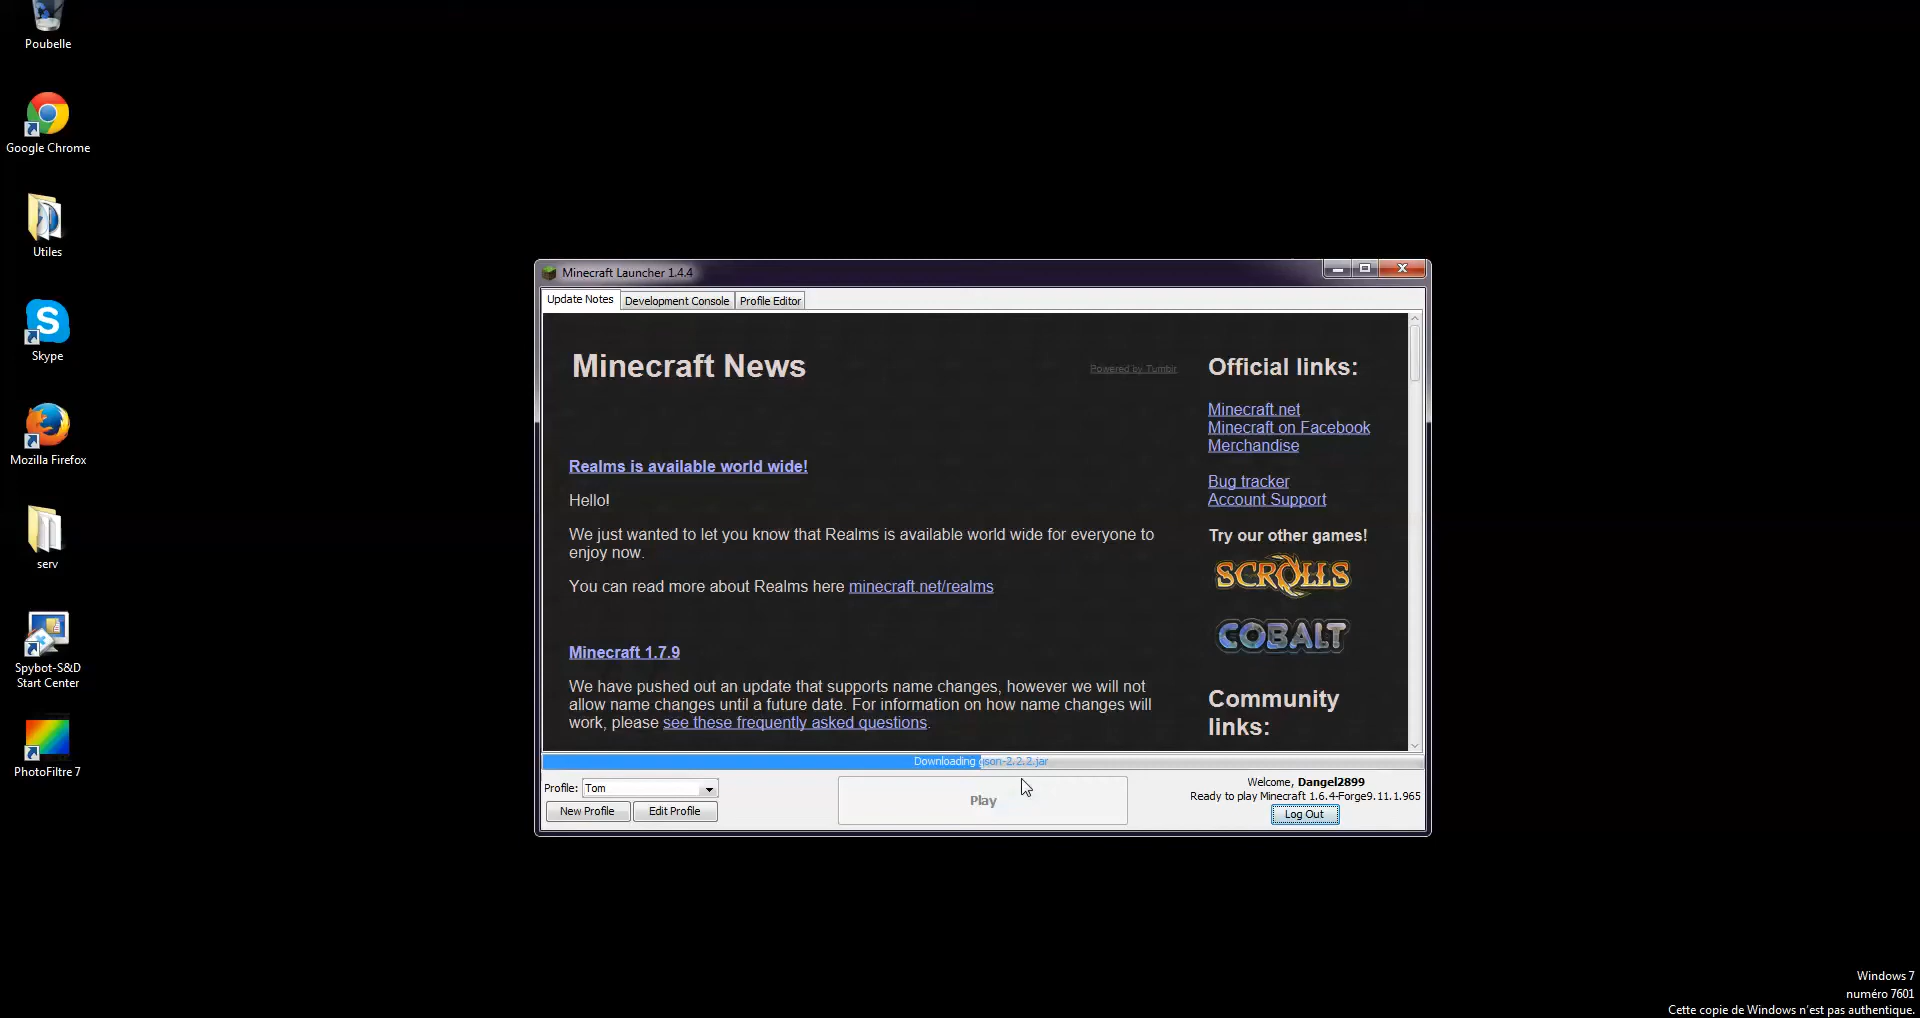 Poubelle
Google Chrome
Utiles
Skype
Mozilla Firefox
serv
Spybot-S&D
Start Center
PhotoFiltre 7
Minecraft Launcher 1.4.4
Update Notes
Development Console
Profile Editor
Minecraft News
Powered by Tumblr
Realms is available world wide!
Hello!
We just wanted to let you know that Realms is available world wide for everyone to
enjoy now.
You can read more about Realms here minecraft.net/realms
Minecraft 1.7.9
We have pushed out an update that supports name changes, however we will not
allow name changes until a future date. For information on how name changes will
work, please see these frequently asked questions.
Official links:
Minecraft.net
Minecraft on Facebook
Merchandise
Bug tracker
Account Support
Try our other games!
SCROLLS
COBALT
Community
links:
Downloading gson-2.2.2.jar
Profile: Tom
New Profile
Edit Profile
Play
Welcome, Dangel2899
Ready to play Minecraft 1.6.4-Forge9.11.1.965
Log Out
Windows 7
numéro 7601
Cette copie de Windows n'est pas authentique.